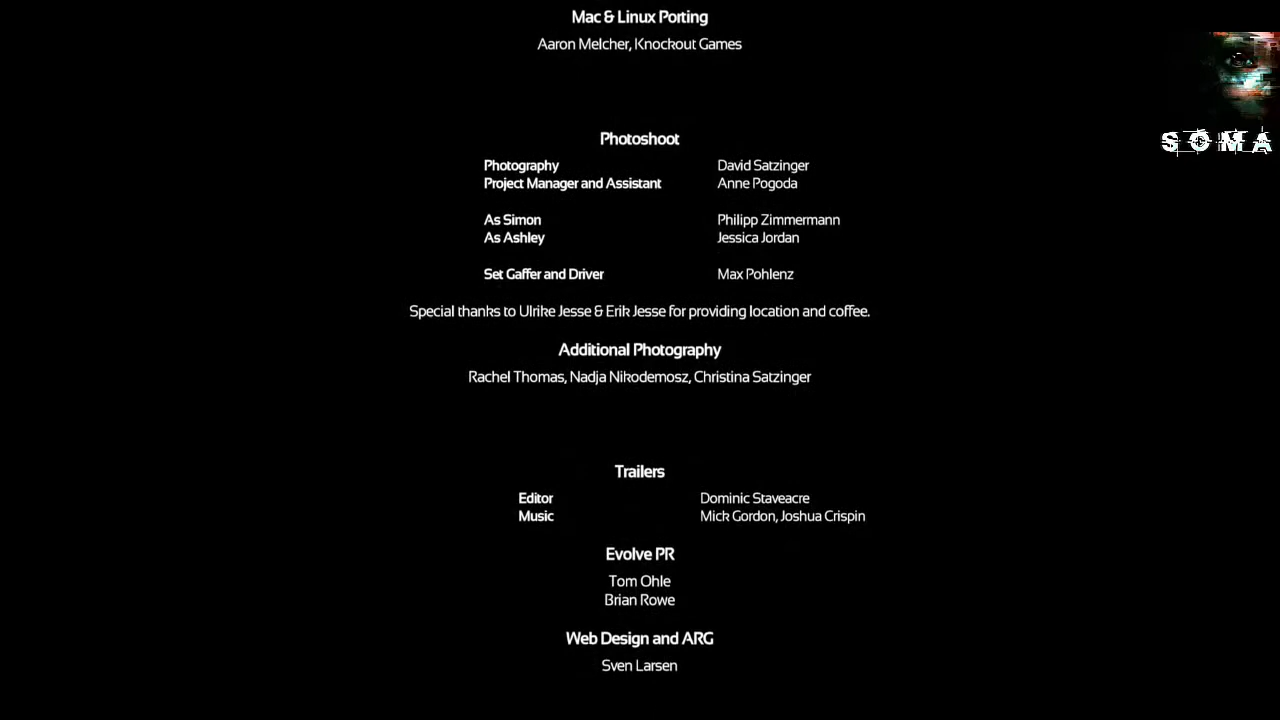 Mac & Linux Porting
Aaron Melcher, Knockout Games
SOMA
Photoshoot
Photography David Satzinger
Project Manager and Assistant Anne Pogoda
As Simon Philipp Zimmermann
As Ashley Jessica Jordan
Set Gaffer and Driver Max Pohlenz
Special thanks to Ulrike Jesse & Erik Jesse for providing location and coffee.
Additional Photography
Rachel Thomas, Nadja Nikodemosz, Christina Satzinger
Trailers
Editor Dominic Staveacre
Music Mick Gordon, Joshua Crispin
Evolve PR
Tom Ohle
Brian Rowe
Web Design and ARG
Sven Larsen